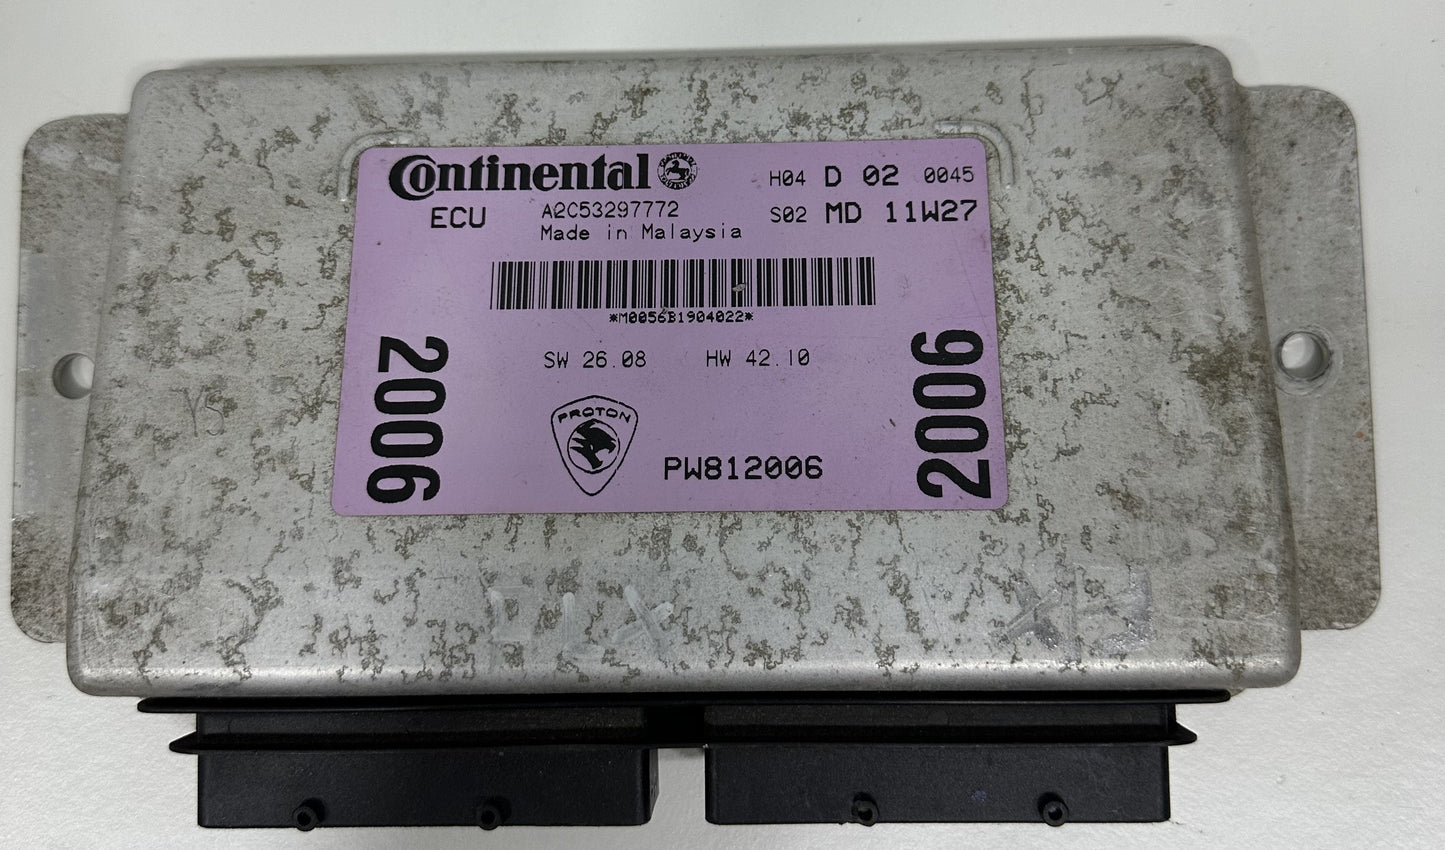 Continental
H04 D 02 0045
ECU A2C53297772
S02 MD 11W27
Made in Malaysia
*M0056B1904022*
SW 26.08 HW 42.10
2006
2006
PROTON
PW812006